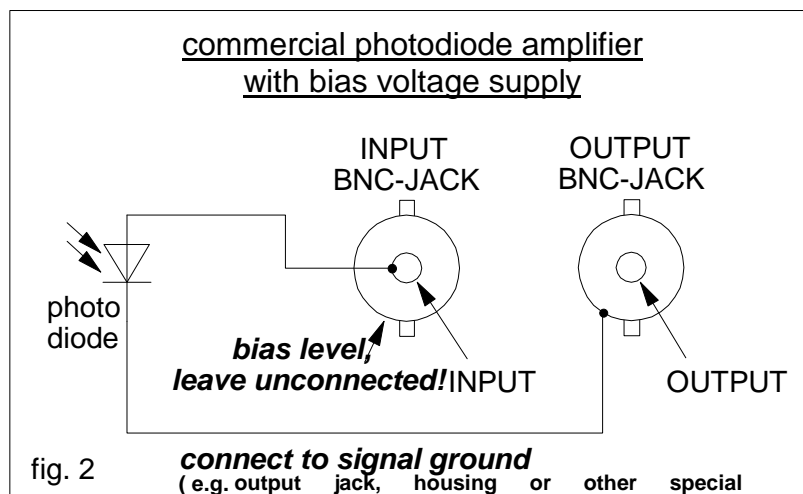 commercial photodiode amplifier
with bias voltage supply
INPUT
BNC-JACK
OUTPUT
BNC-JACK
photo
diode
bias level,
leave unconnected!
INPUT
OUTPUT
connect to signal ground
( e.g. output jack, housing or other special
fig. 2